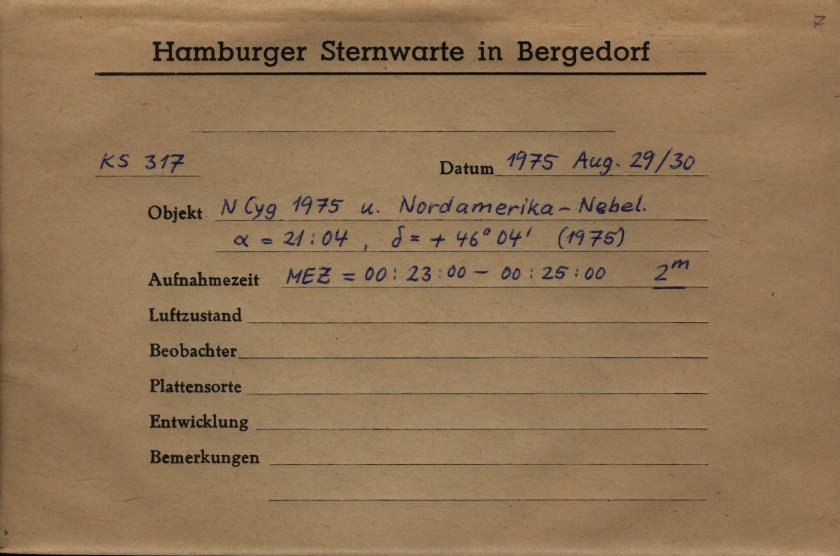 7
Hamburger Sternwarte in Bergedorf
KS 317 Datum 1975 Aug. 29/30
Objekt N Cyg 1975 u. Nordamerika-Nebel.
α = 21:04 , δ = + 46° 04' (1975)
Aufnahmezeit MEZ = 00:23:00 - 00:25:00 2ᵐ
Luftzustand
Beobachter
Plattensorte
Entwicklung
Bemerkungen